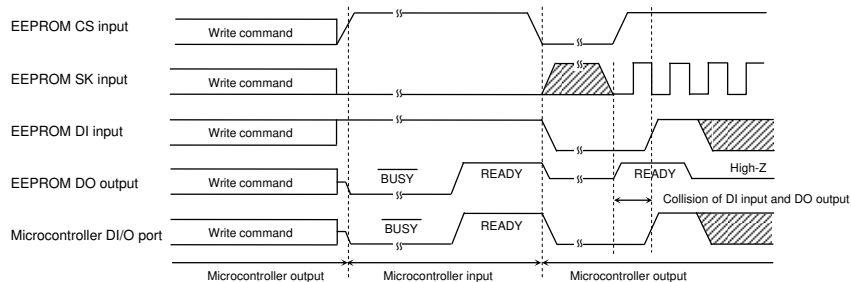 EEPROM CS input
Write command
EEPROM SK input
Write command
EEPROM DI input
Write command
EEPROM DO output
Write command
BUSY
READY
READY
High-Z
Collision of DI input and DO output
Microcontroller DI/O port
Write command
BUSY
READY
Microcontroller output
Microcontroller input
Microcontroller output